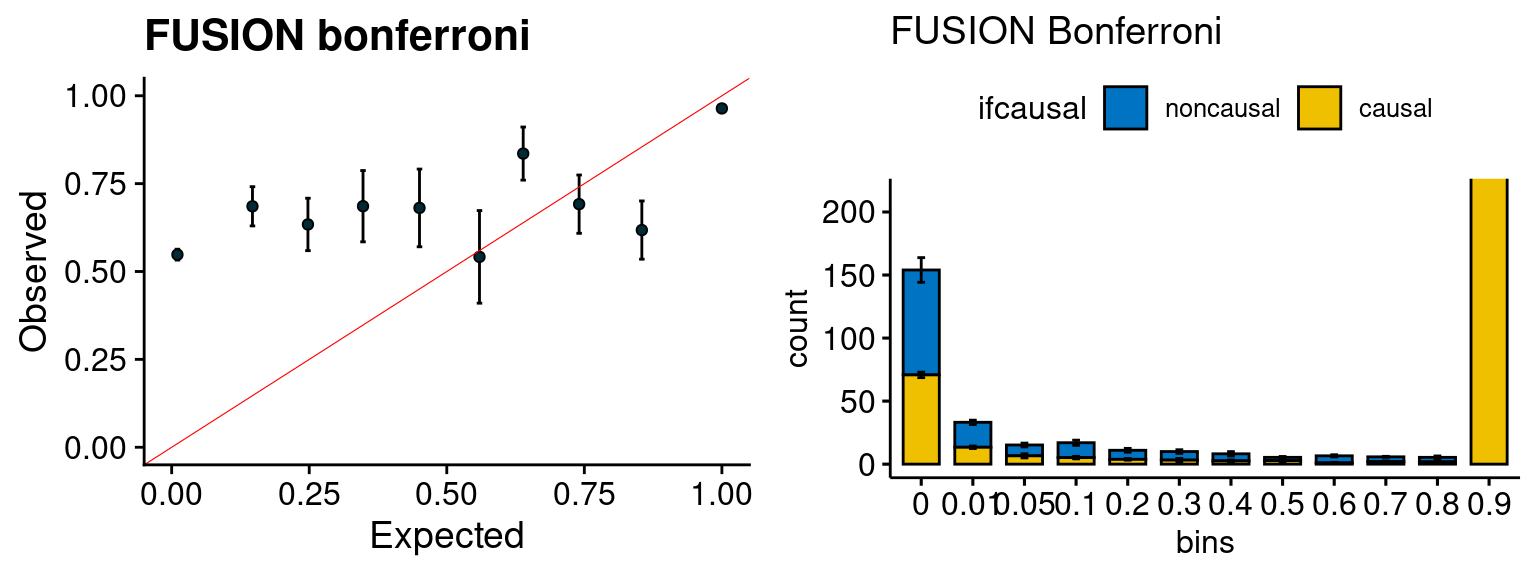 FUSION bonferroni
1.00
0.75
0.50
0.25
0.00
Observed
0.00 0.25 0.50 0.75 1.00
Expected
FUSION Bonferroni
ifcausal noncausal causal
200
150
100
50
0
count
0 0.01 0.05 0.1 0.2 0.3 0.4 0.5 0.6 0.7 0.8 0.9
bins